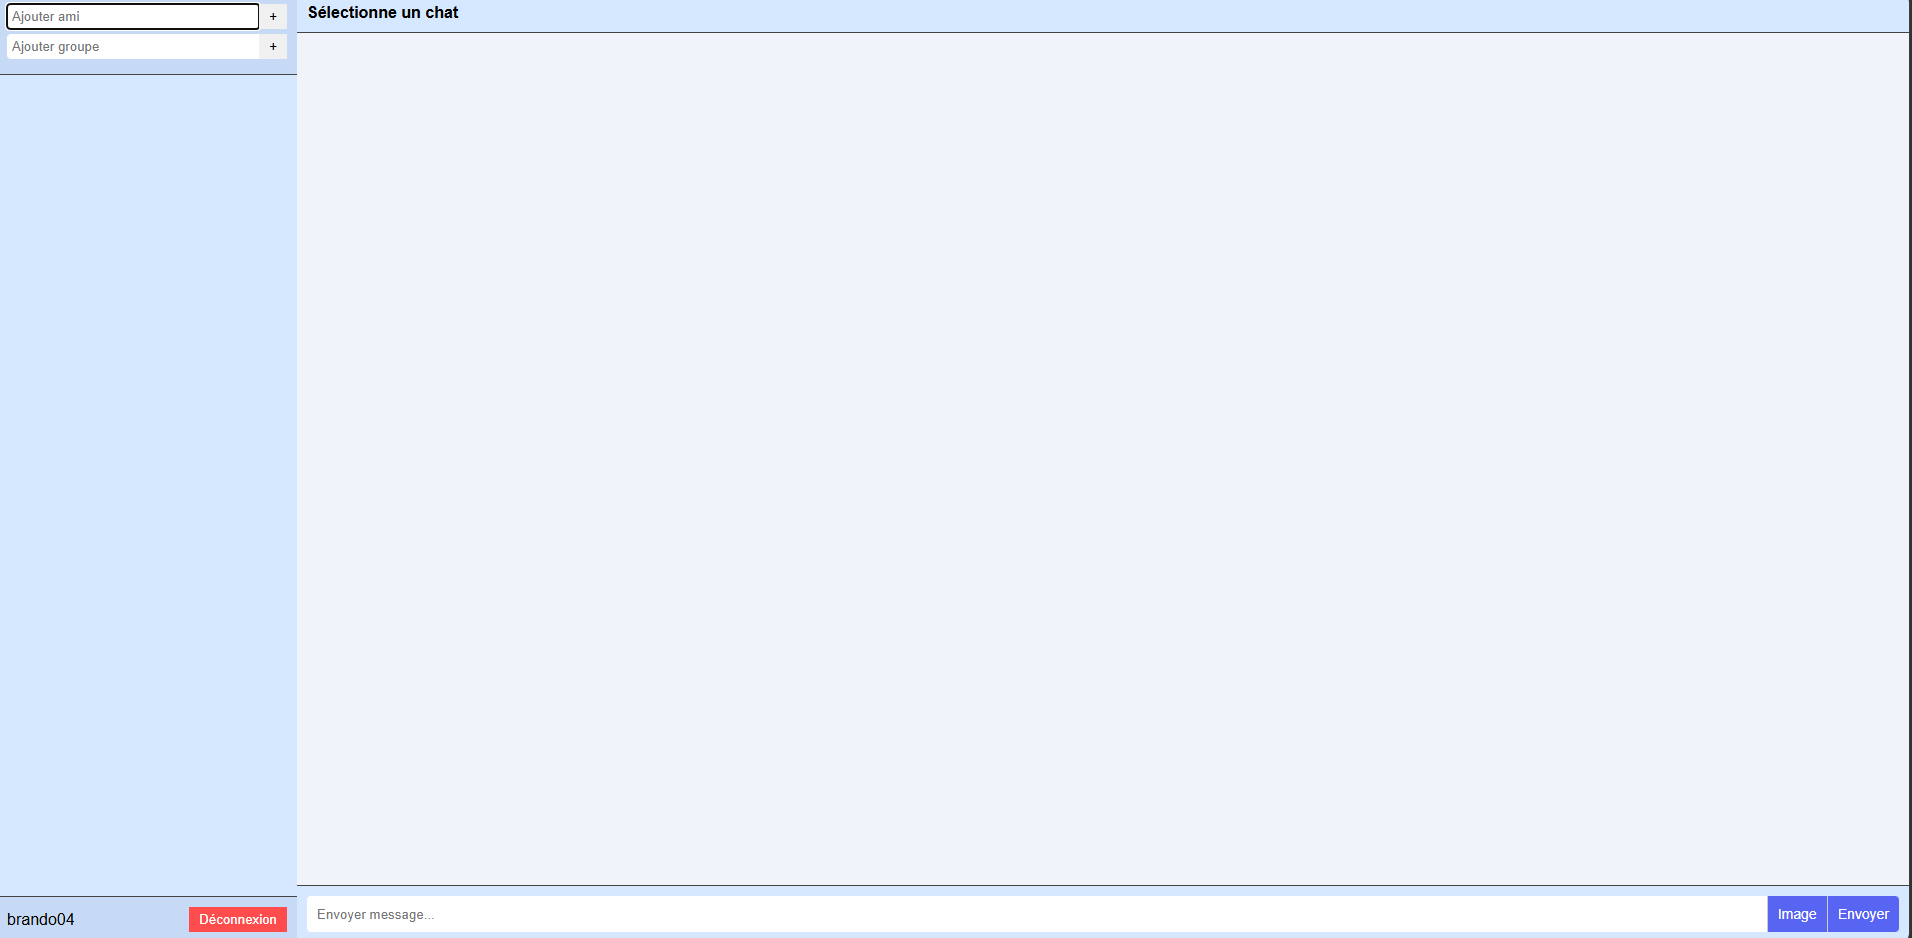 Ajouter ami +
Ajouter groupe +
Sélectionne un chat
brando04 Déconnexion
Envoyer message... Image Envoyer